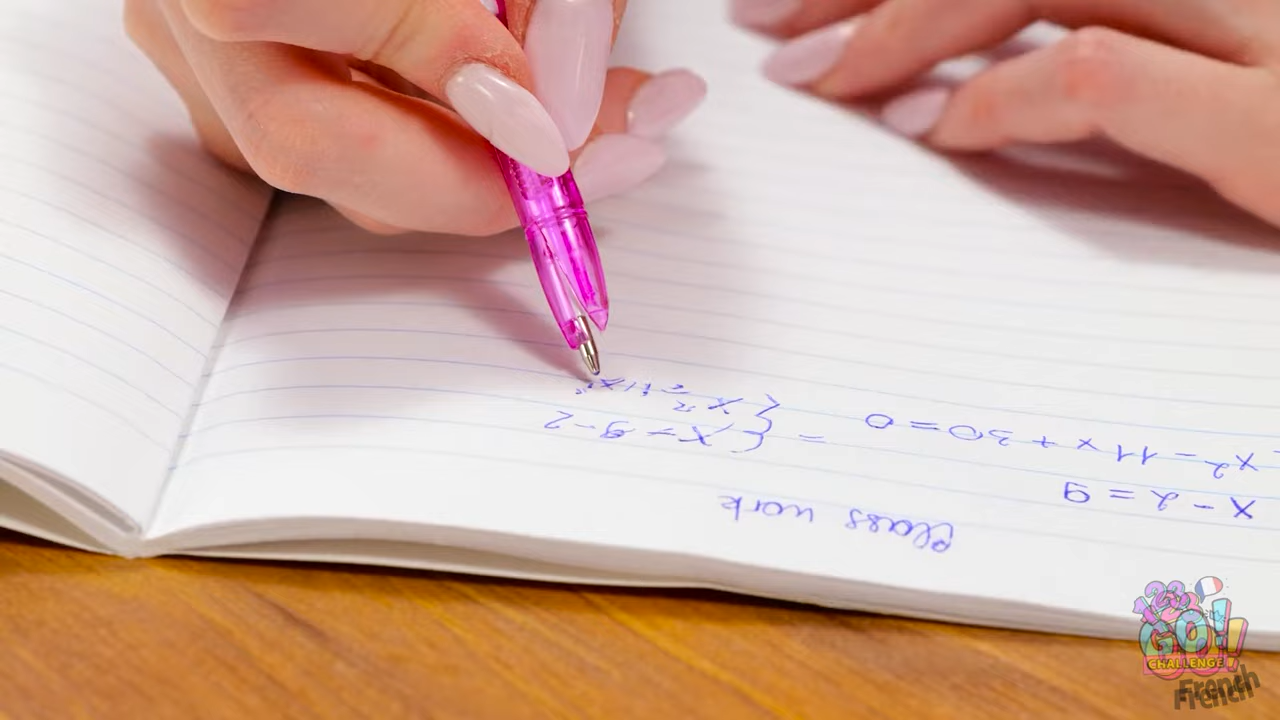 Class work
x - 2 = 9
x² - 11x + 30 = 0 =
123
GO!
CHALLENGE
French